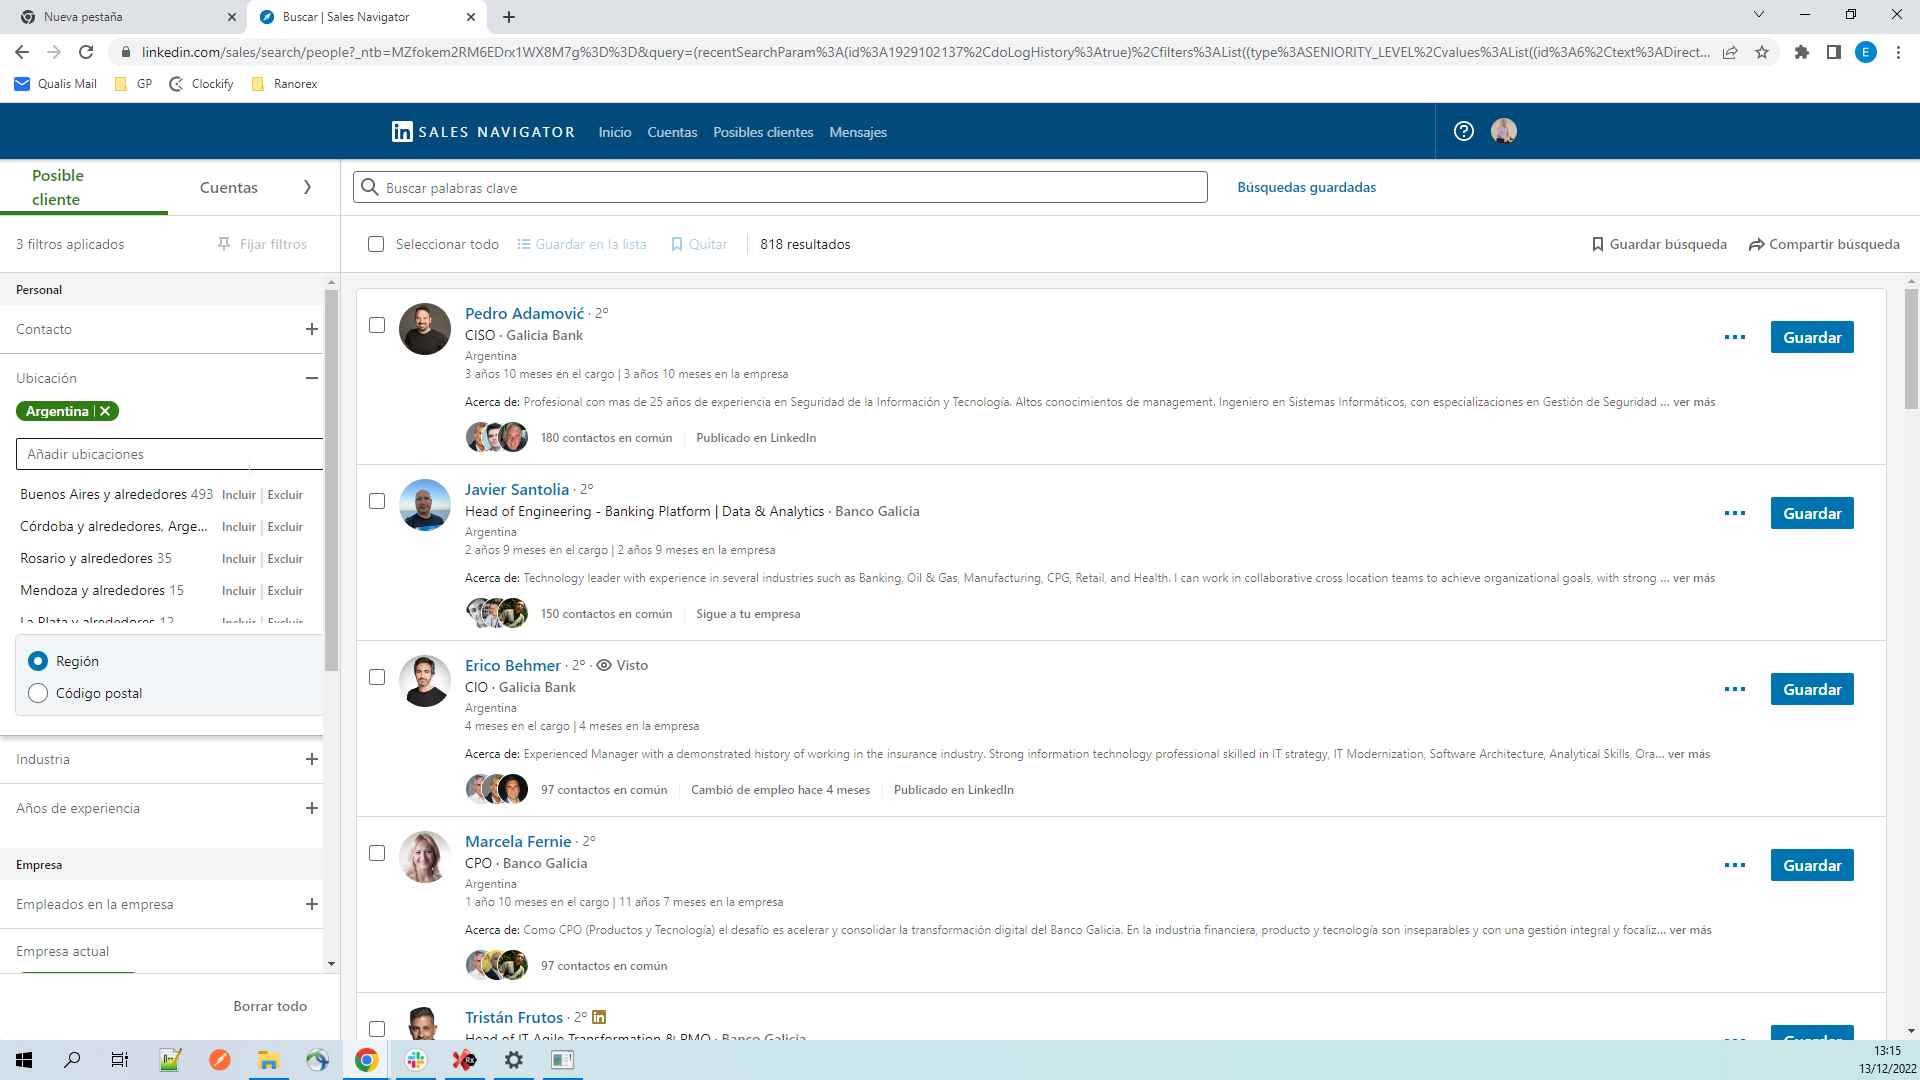 Nueva pestaña
Buscar | Sales Navigator
linkedin.com/sales/search/people?_ntb=MZfokem2RM6EDrx1WX8M7g%3D%3D&query=(recentSearchParam%3A(id%3A1929102137%2CdoLogHistory%3Atrue)%2Cfilters%3AList((type%3ASENIORITY_LEVEL%2Cvalues%3AList((id%3A6%2Ctext%3ADirect...
E
Qualis Mail
GP
Clockify
Ranorex
in SALES NAVIGATOR
Inicio
Cuentas
Posibles clientes
Mensajes
Posible cliente
Cuentas
Buscar palabras clave
Búsquedas guardadas
3 filtros aplicados
Fijar filtros
Seleccionar todo
Guardar en la lista
Quitar
818 resultados
Guardar búsqueda
Compartir búsqueda
Personal
Contacto
Ubicación
Argentina
Añadir ubicaciones
Buenos Aires y alrededores 493 Incluir | Excluir
Córdoba y alrededores, Arge... Incluir | Excluir
Rosario y alrededores 35 Incluir | Excluir
Mendoza y alrededores 15 Incluir | Excluir
La Plata y alrededores 12 Incluir | Excluir
Región
Código postal
Industria
Años de experiencia
Empresa
Empleados en la empresa
Empresa actual
Borrar todo
Pedro Adamović · 2º
CISO · Galicia Bank
Argentina
3 años 10 meses en el cargo | 3 años 10 meses en la empresa
Acerca de: Profesional con mas de 25 años de experiencia en Seguridad de la Información y Tecnología. Altos conocimientos de management. Ingeniero en Sistemas Informáticos, con especializaciones en Gestión de Seguridad ... ver más
180 contactos en común
Publicado en LinkedIn
Guardar
Javier Santolia · 2º
Head of Engineering - Banking Platform | Data & Analytics · Banco Galicia
Argentina
2 años 9 meses en el cargo | 2 años 9 meses en la empresa
Acerca de: Technology leader with experience in several industries such as Banking, Oil & Gas, Manufacturing, CPG, Retail, and Health. I can work in collaborative cross location teams to achieve organizational goals, with strong ... ver más
150 contactos en común
Sigue a tu empresa
Guardar
Erico Behmer · 2º · Visto
CIO · Galicia Bank
Argentina
4 meses en el cargo | 4 meses en la empresa
Acerca de: Experienced Manager with a demonstrated history of working in the insurance industry. Strong information technology professional skilled in IT strategy, IT Modernization, Software Architecture, Analytical Skills, Ora... ver más
97 contactos en común
Cambió de empleo hace 4 meses
Publicado en LinkedIn
Guardar
Marcela Fernie · 2º
CPO · Banco Galicia
Argentina
1 año 10 meses en el cargo | 11 años 7 meses en la empresa
Acerca de: Como CPO (Productos y Tecnología) el desafío es acelerar y consolidar la transformación digital del Banco Galicia. En la industria financiera, producto y tecnología son inseparables y con una gestión integral y focaliz... ver más
97 contactos en común
Guardar
Tristán Frutos · 2º in
Head of IT Agile Transformation & PMO · Banco Galicia
Guardar
13:15
13/12/2022